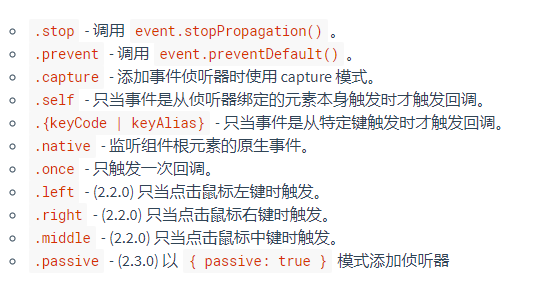 .stop - 调用 event.stopPropagation() 。
.prevent - 调用 event.preventDefault() 。
.capture - 添加事件侦听器时使用 capture 模式。
.self - 只当事件是从侦听器绑定的元素本身触发时才触发回调。
.{keyCode | keyAlias} - 只当事件是从特定键触发时才触发回调。
.native - 监听组件根元素的原生事件。
.once - 只触发一次回调。
.left - (2.2.0) 只当点击鼠标左键时触发。
.right - (2.2.0) 只当点击鼠标右键时触发。
.middle - (2.2.0) 只当点击鼠标中键时触发。
.passive - (2.3.0) 以 { passive: true } 模式添加侦听器